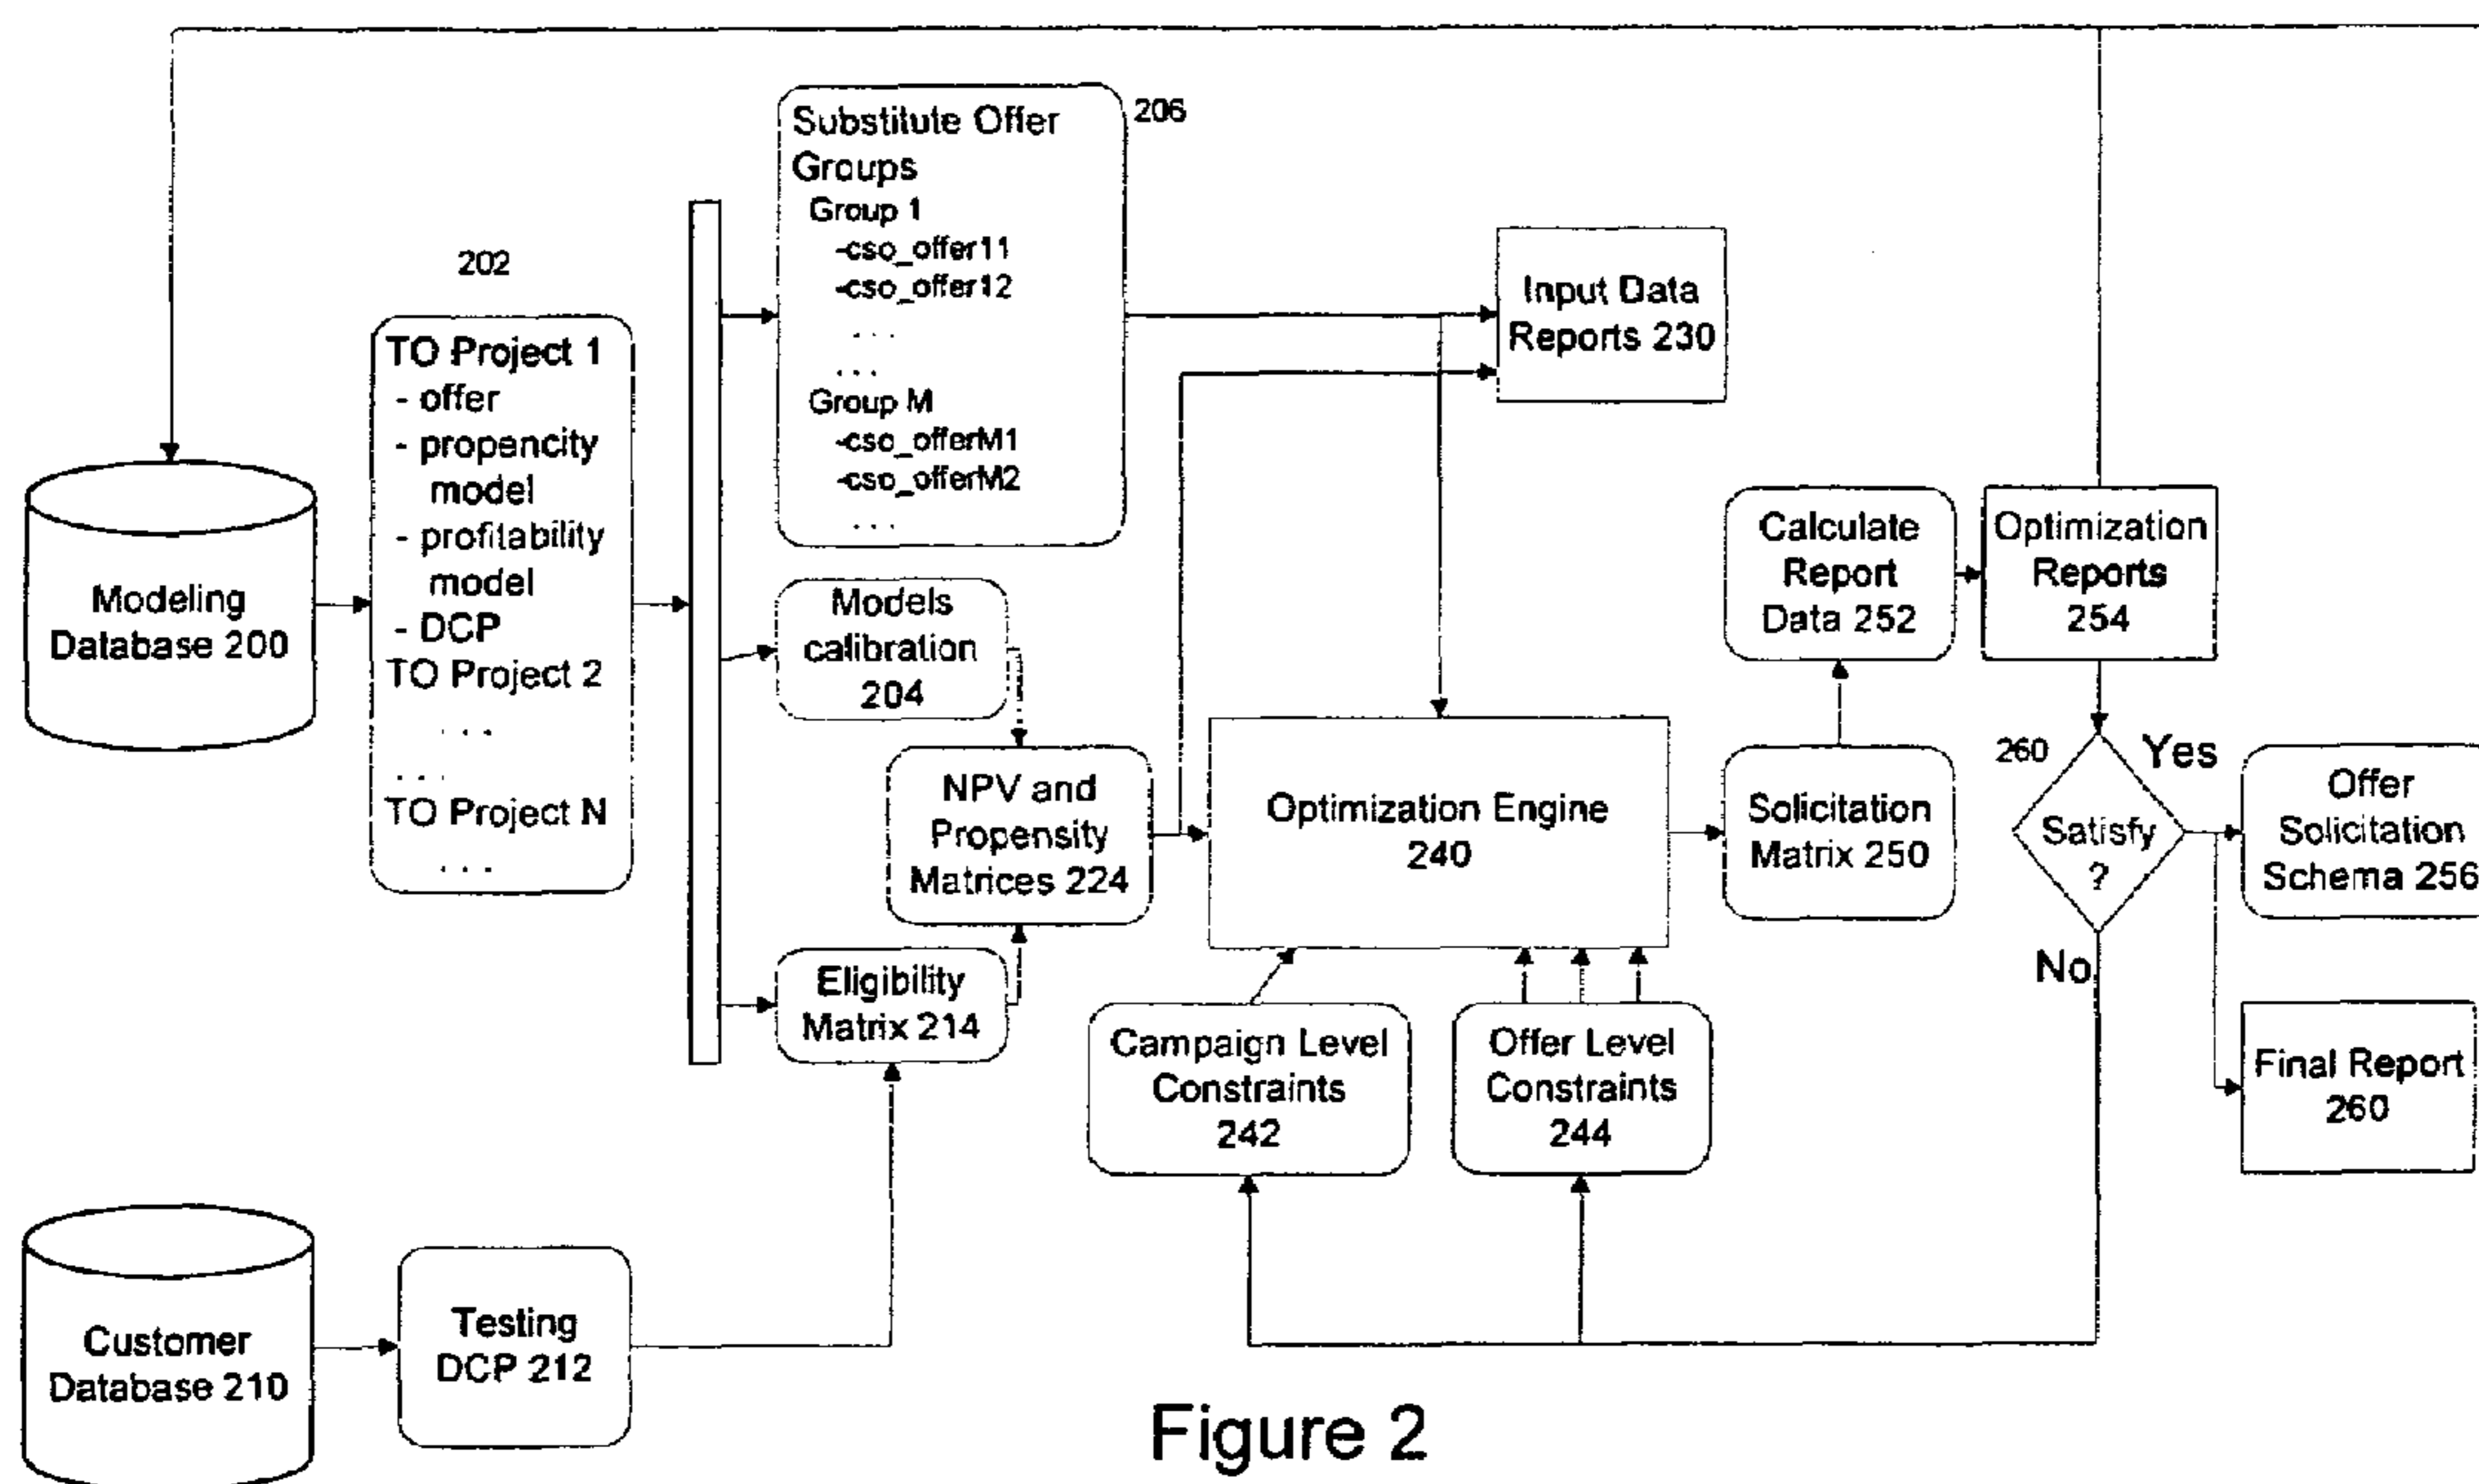 206
Substitute Offer
Groups
Group 1
-cso_offer11
-cso_offer12
. . .
. . .
Group M
-cso_offerM1
-cso_offerM2
. . .
202
TO Project 1
- offer
- propencity
model
- profitability
model
- DCP
TO Project 2
. . .
. . .
TO Project N
. . .
Modeling
Database 200
Models
calibration
204
Input Data
Reports 230
NPV and
Propensity
Matrices 224
Eligibility
Matrix 214
Optimization Engine
240
Calculate
Report
Data 252
Optimization
Reports
254
Solicitation
Matrix 250
260
Satisfy
?
Yes
No
Offer
Solicitation
Schema 256
Final Report
260
Campaign Level
Constraints
242
Offer Level
Constraints
244
Customer
Database 210
Testing
DCP 212
Figure 2